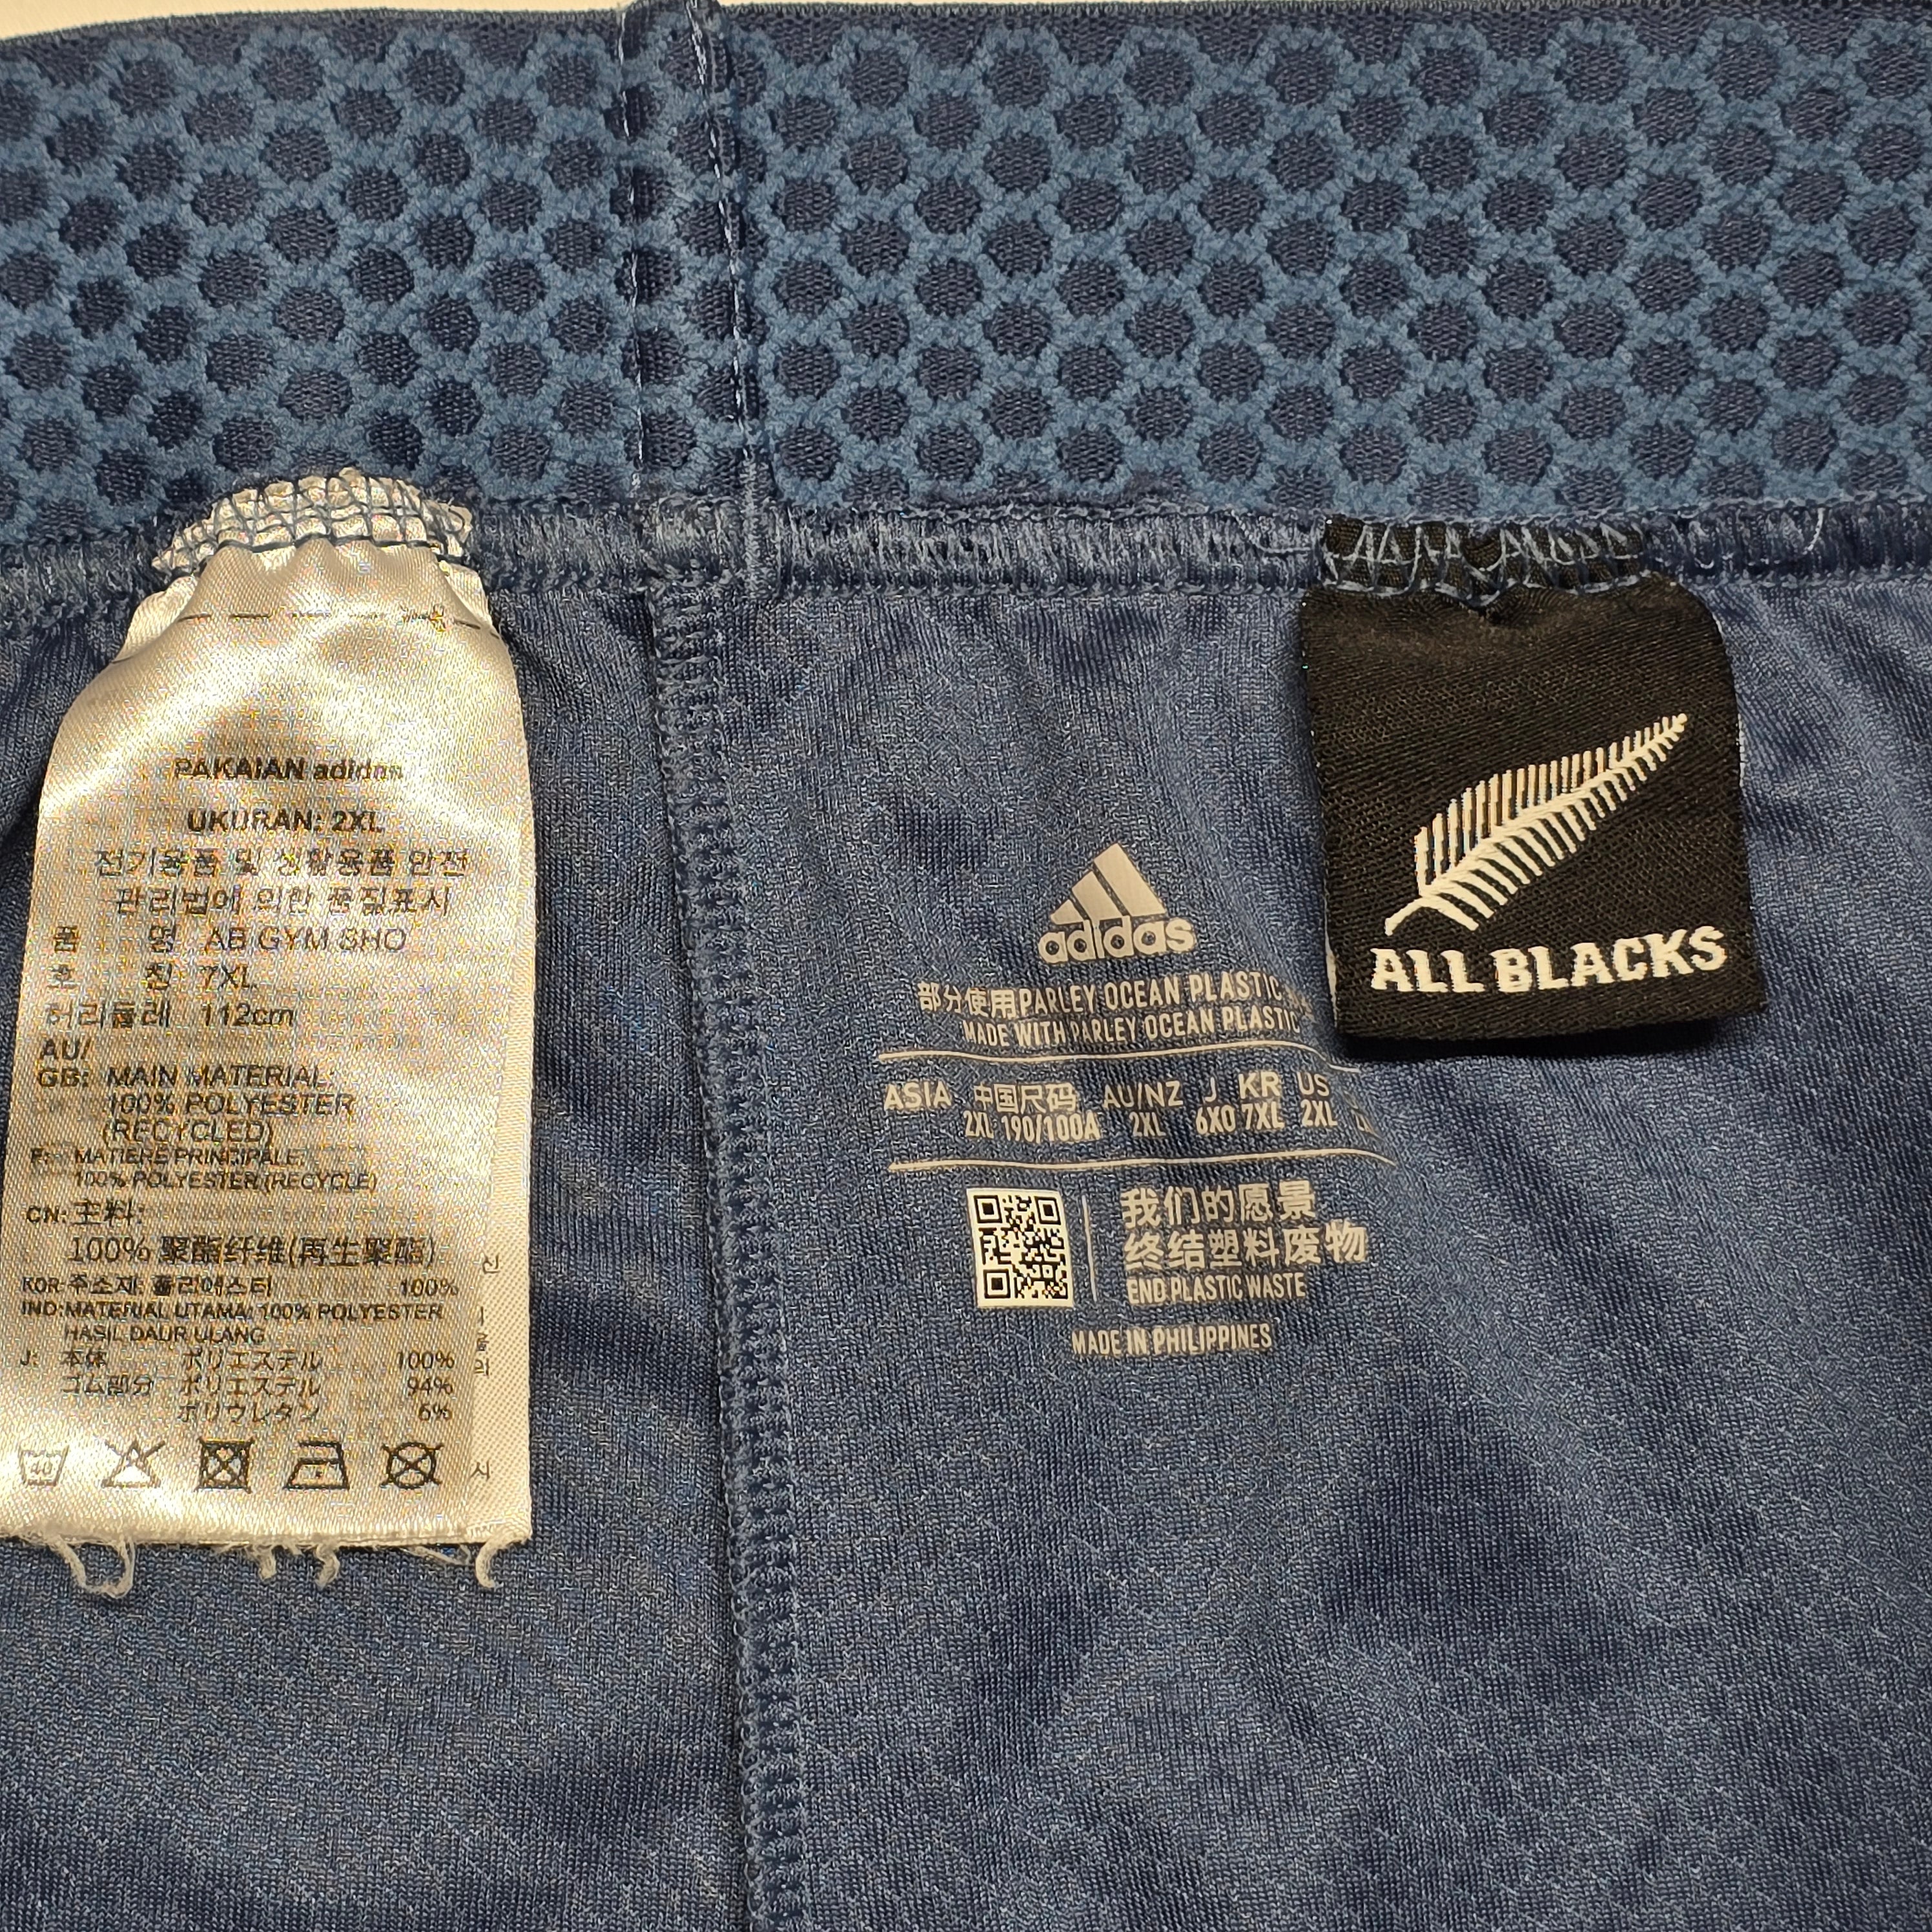 PAKAIAN adidas
UKURAN: 2XL
전기용품 및 생활용품 안전
관리법에 의한 품질표시
품 명 AB GYM SHO
호 칭 7XL
허리둘레 112cm
AU/
GB: MAIN MATERIAL:
100% POLYESTER
(RECYCLED)
F: MATIERE PRINCIPALE:
100% POLYESTER (RECYCLE)
CN: 主料:
100% 聚酯纤维(再生聚酯)
KOR: 주소재: 폴리에스터 100%
IND: MATERIAL UTAMA: 100% POLYESTER
HASIL DAUR ULANG
J: 本体 ポリエステル 100%
ゴム部分 ポリエステル 94%
ポリウレタン 6%
40
adidas
部分使用PARLEY OCEAN PLASTIC
MADE WITH PARLEY OCEAN PLASTIC
ASIA 中国尺码 AU/NZ J KR US
2XL 190/100A 2XL 6XO 7XL 2XL
我们的愿景
终结塑料废物
END PLASTIC WASTE
MADE IN PHILIPPINES
ALL BLACKS